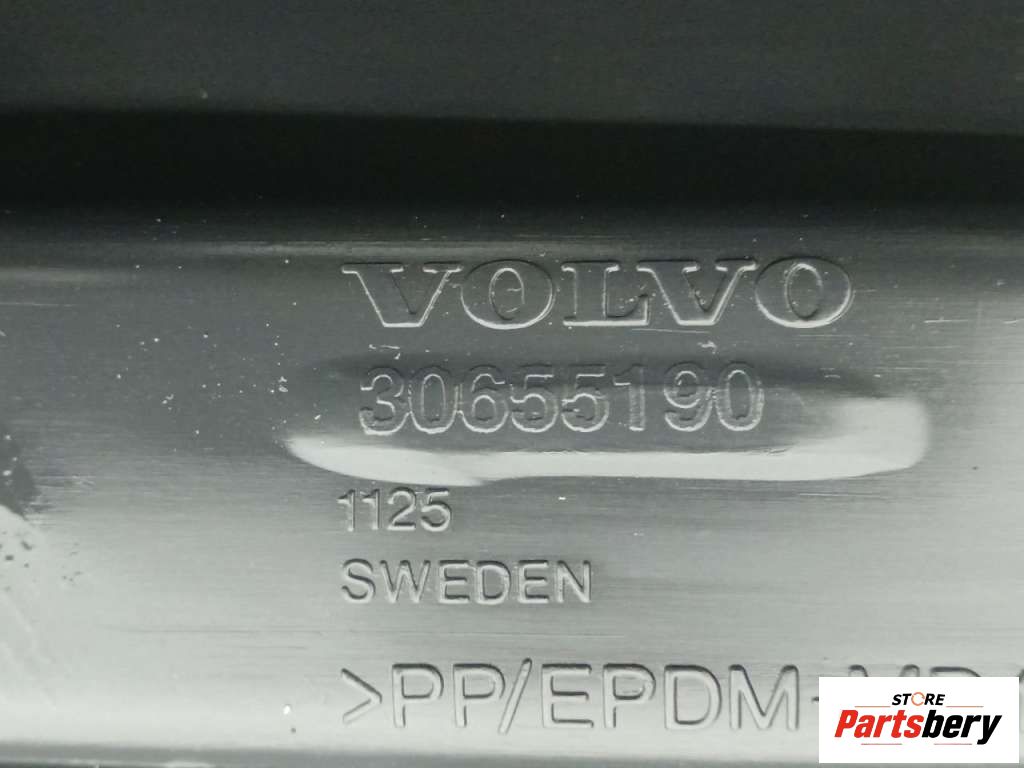 VOLVO
30655190
1125
SWEDEN
>PP/EPDM-
STORE
Partsbery